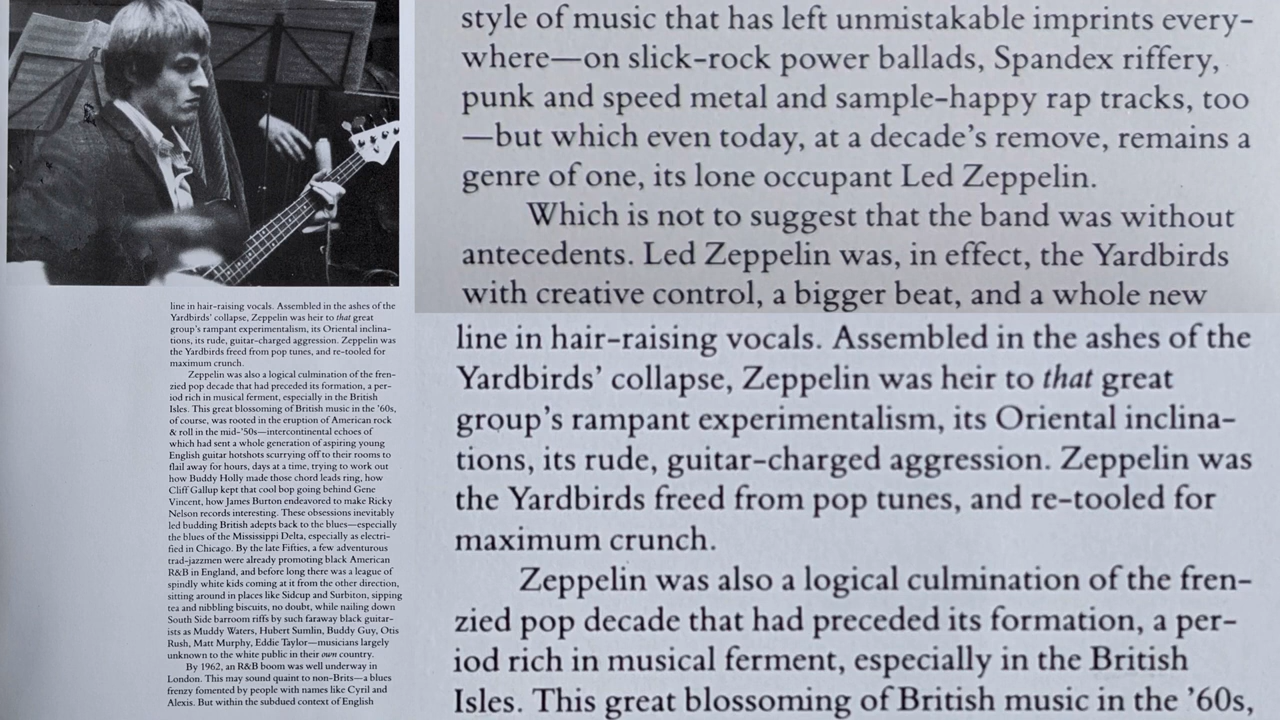 line in hair-raising vocals. Assembled in the ashes of the
Yardbirds' collapse, Zeppelin was heir to that great
group's rampant experimentalism, its Oriental inclina-
tions, its rude, guitar-charged aggression. Zeppelin was
the Yardbirds freed from pop tunes, and re-tooled for
maximum crunch.
Zeppelin was also a logical culmination of the fren-
zied pop decade that had preceded its formation, a per-
iod rich in musical ferment, especially in the British
Isles. This great blossoming of British music in the '60s,
of course, was rooted in the eruption of American rock
& roll in the mid-'50s—intercontinental echoes of
which had sent a whole generation of aspiring young
English guitar hotshots scurrying off to their rooms to
flail away for hours, days at a time, trying to work out
how Buddy Holly made those chord leads ring, how
Cliff Gallup kept that cool bop going behind Gene
Vincent, how James Burton endeavored to make Ricky
Nelson records interesting. These obsessions inevitably
led budding British adepts back to the blues—especially
the blues of the Mississippi Delta, especially as electri-
fied in Chicago. By the late Fifties, a few adventurous
trad-jazzmen were already promoting black American
R&B in England, and before long there was a league of
spindly white kids coming at it from the other direction,
sitting around in places like Sidcup and Surbiton, sipping
tea and nibbling biscuits, no doubt, while nailing down
South Side barroom riffs by such faraway black guitar-
ists as Muddy Waters, Hubert Sumlin, Buddy Guy, Otis
Rush, Matt Murphy, Eddie Taylor—musicians largely
unknown to the white public in their own country.
By 1962, an R&B boom was well underway in
London. This may sound quaint to non-Brits—a blues
frenzy fomented by people with names like Cyril and
Alexis. But within the subdued context of English
style of music that has left unmistakable imprints every-
where—on slick-rock power ballads, Spandex riffery,
punk and speed metal and sample-happy rap tracks, too
—but which even today, at a decade's remove, remains a
genre of one, its lone occupant Led Zeppelin.
Which is not to suggest that the band was without
antecedents. Led Zeppelin was, in effect, the Yardbirds
with creative control, a bigger beat, and a whole new
line in hair-raising vocals. Assembled in the ashes of the
Yardbirds' collapse, Zeppelin was heir to that great
group's rampant experimentalism, its Oriental inclina-
tions, its rude, guitar-charged aggression. Zeppelin was
the Yardbirds freed from pop tunes, and re-tooled for
maximum crunch.
Zeppelin was also a logical culmination of the fren-
zied pop decade that had preceded its formation, a per-
iod rich in musical ferment, especially in the British
Isles. This great blossoming of British music in the '60s,